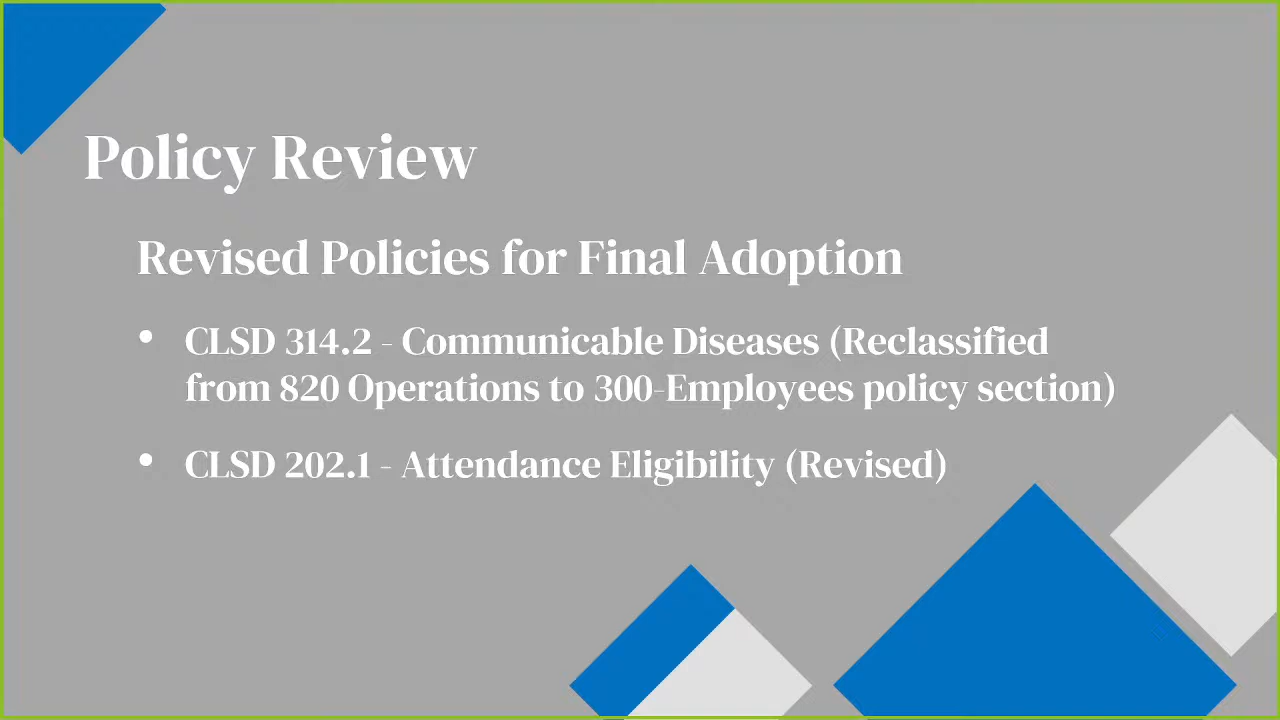 Policy Review
Revised Policies for Final Adoption
• CLSD 314.2 - Communicable Diseases (Reclassified
from 820 Operations to 300-Employees policy section)
• CLSD 202.1 - Attendance Eligibility (Revised)